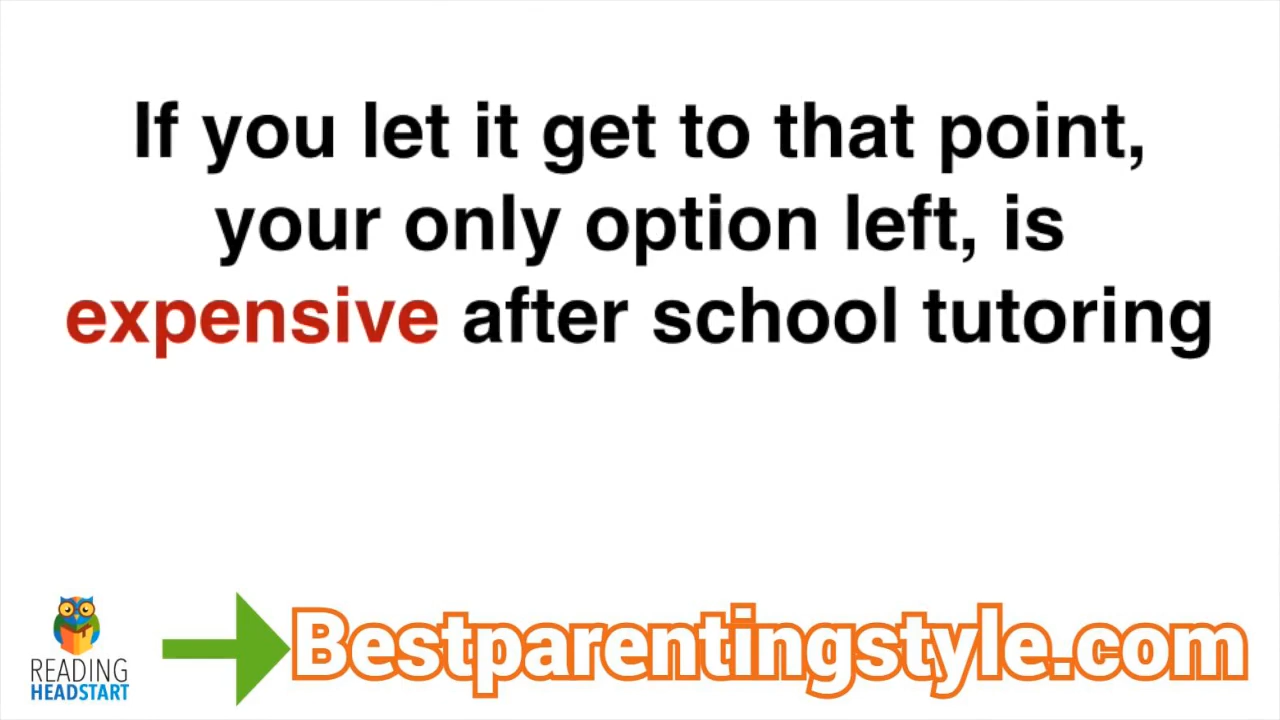 If you let it get to that point,
your only option left, is
expensive after school tutoring
READING
HEADSTART
Bestparentingstyle.com